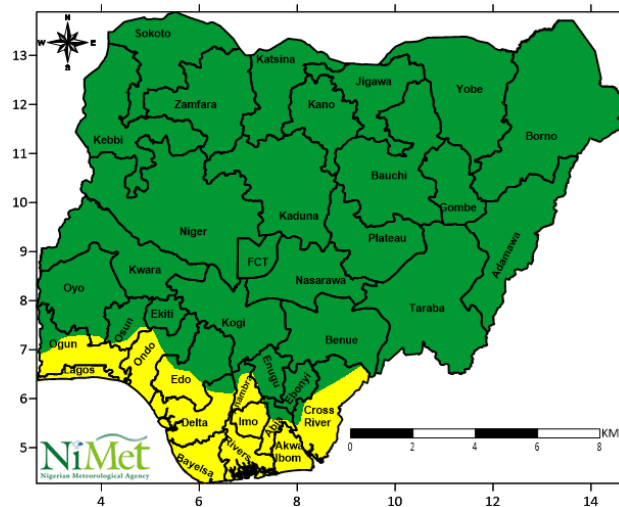 N
W E
S
13
12
11
10
9
8
7
6
5
Sokoto
Katsina
Jigawa
Yobe
Zamfara
Kano
Borno
Kebbi
Bauchi
Gombe
Kaduna
Niger
Plateau
Adamawa
FCT
Kwara
Nasarawa
Oyo
Taraba
Osun
Ekiti
Kogi
Benue
Ogun
Ondo
Enugu
Lagos
Edo
Ebonyi
Cross
River
Delta
Imo
Abia
Rivers
Akwa
Ibom
Bayelsa
0 2 4 6 8
KM
NiMet
Nigerian Meteorological Agency
4 6 8 10 12 14